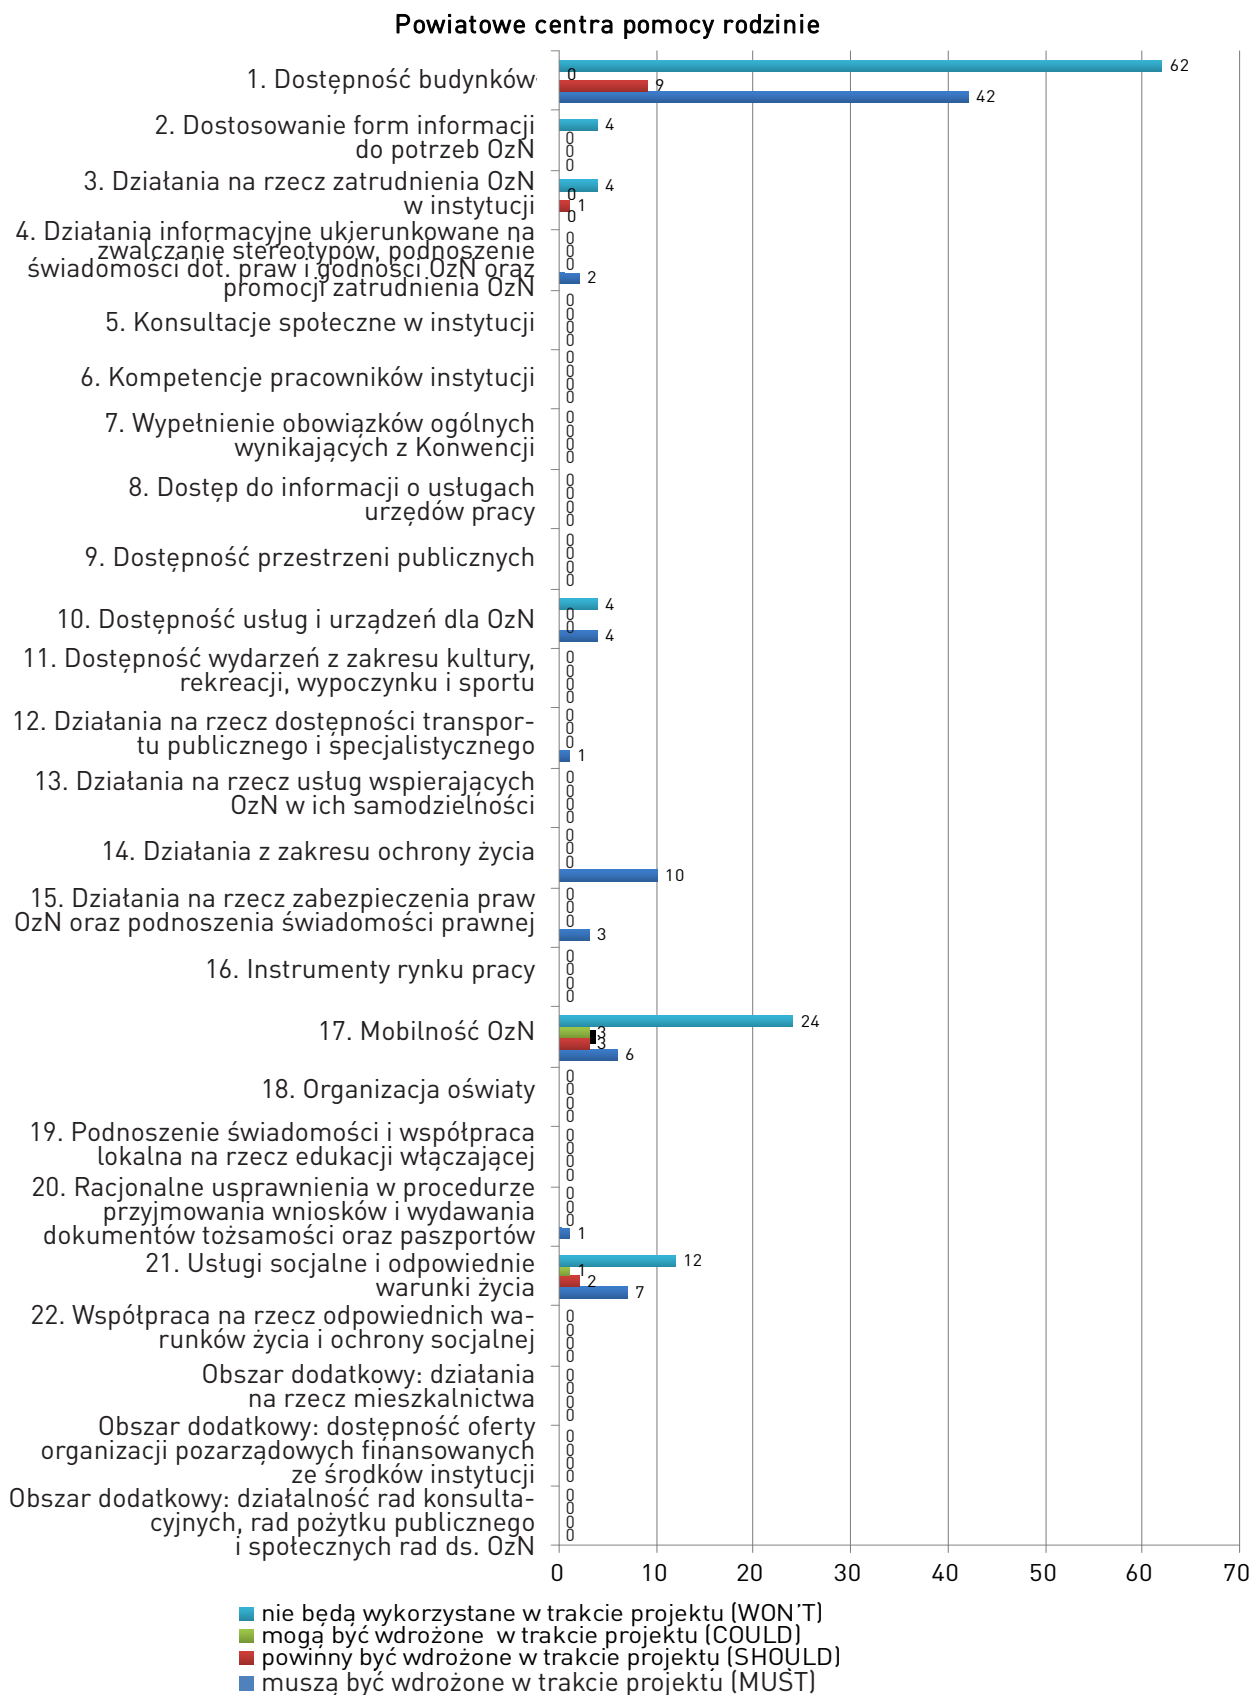 Powiatowe centra pomocy rodzinie
1. Dostępność budynków
62
0
9
42
2. Dostosowanie form informacji
do potrzeb OzN
4
0
0
0
3. Działania na rzecz zatrudnienia OzN
w instytucji
4
0
1
0
4. Działania informacyjne ukierunkowane na
zwalczanie stereotypów, podnoszenie
świadomości dot. praw i godności OzN oraz
promocji zatrudnienia OzN
0
0
0
2
5. Konsultacje społeczne w instytucji
0
0
0
0
6. Kompetencje pracowników instytucji
0
0
0
0
7. Wypełnienie obowiązków ogólnych
wynikających z Konwencji
0
0
0
0
8. Dostęp do informacji o usługach
urzędów pracy
0
0
0
0
9. Dostępność przestrzeni publicznych
0
0
0
0
10. Dostępność usług i urządzeń dla OzN
4
0
0
4
11. Dostępność wydarzeń z zakresu kultury,
rekreacji, wypoczynku i sportu
0
0
0
0
12. Działania na rzecz dostępności transpor-
tu publicznego i specjalistycznego
0
0
0
1
13. Działania na rzecz usług wspierających
OzN w ich samodzielności
0
0
0
0
14. Działania z zakresu ochrony życia
0
0
0
10
15. Działania na rzecz zabezpieczenia praw
OzN oraz podnoszenia świadomości prawnej
0
0
0
3
16. Instrumenty rynku pracy
0
0
0
0
17. Mobilność OzN
24
3
3
6
18. Organizacja oświaty
0
0
0
0
19. Podnoszenie świadomości i współpraca
lokalna na rzecz edukacji włączającej
0
0
0
0
20. Racjonalne usprawnienia w procedurze
przyjmowania wniosków i wydawania
dokumentów tożsamości oraz paszportów
0
0
0
1
21. Usługi socjalne i odpowiednie
warunki życia
12
1
2
7
22. Współpraca na rzecz odpowiednich wa-
runków życia i ochrony socjalnej
0
0
0
0
Obszar dodatkowy: działania
na rzecz mieszkalnictwa
0
0
0
0
Obszar dodatkowy: dostępność oferty
organizacji pozarządowych finansowanych
ze środków instytucji
0
0
0
0
Obszar dodatkowy: działalność rad konsulta-
cyjnych, rad pożytku publicznego
i społecznych rad ds. OzN
0
0
0
0
0 10 20 30 40 50 60 70
nie będą wykorzystane w trakcie projektu (WON'T)
mogą być wdrożone w trakcie projektu (COULD)
powinny być wdrożone w trakcie projektu (SHOULD)
muszą być wdrożone w trakcie projektu (MUST)